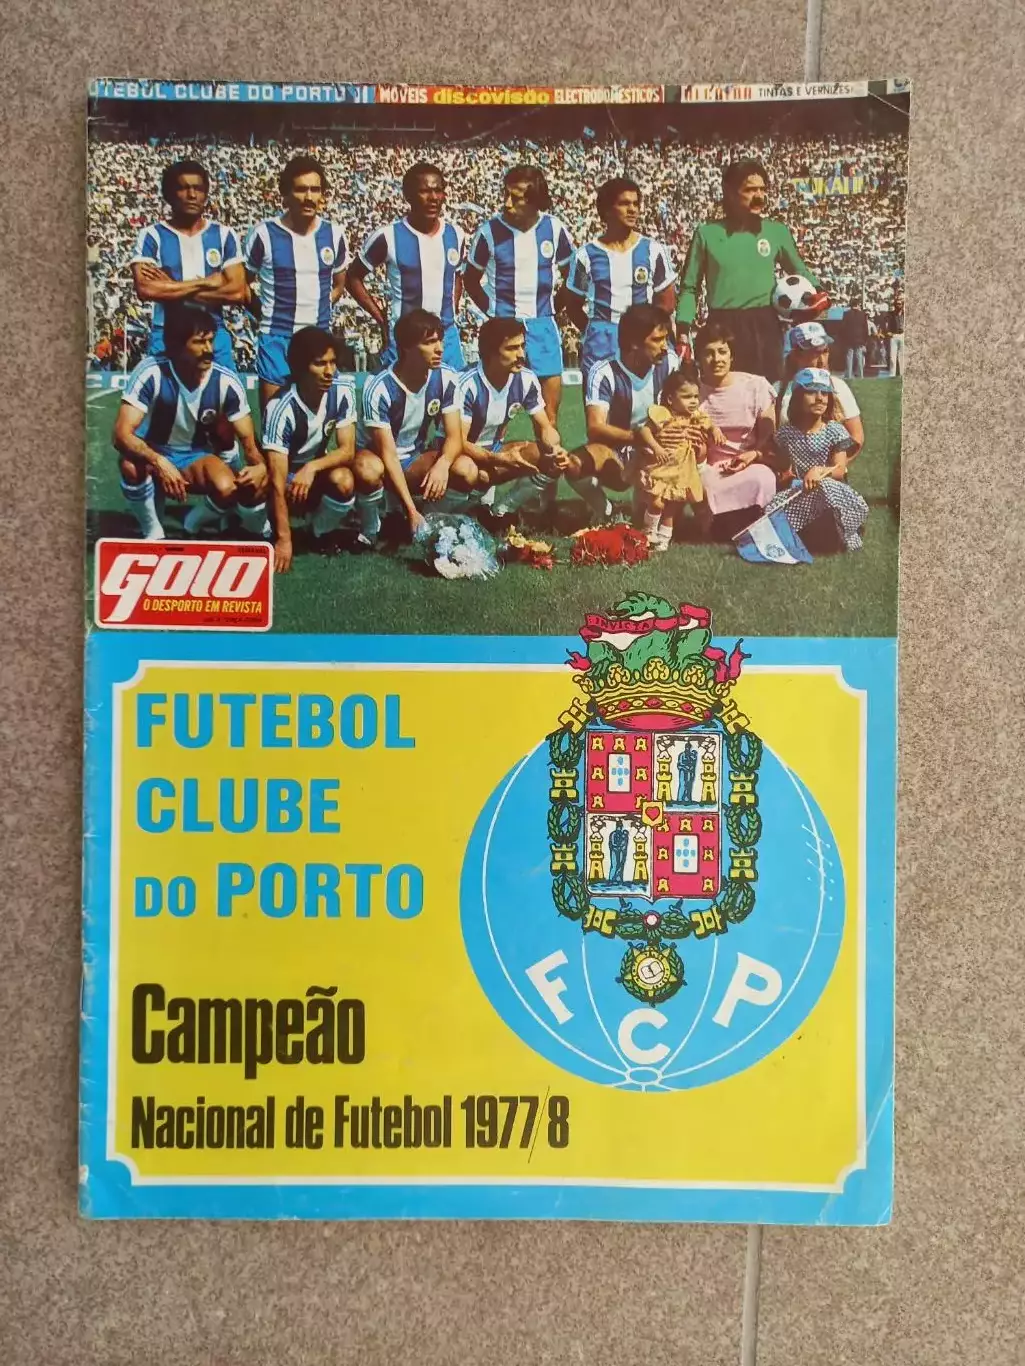 FUTEBOL CLUBE DO PORTO
MÓVEIS discovisão ELECTRODOMÉSTICOS
TINTAS E VERNIZES
Golo
O DESPORTO EM REVISTA
INVICTA
FUTEBOL
CLUBE
DO PORTO
FCP
Campeão
Nacional de Futebol 1977/8